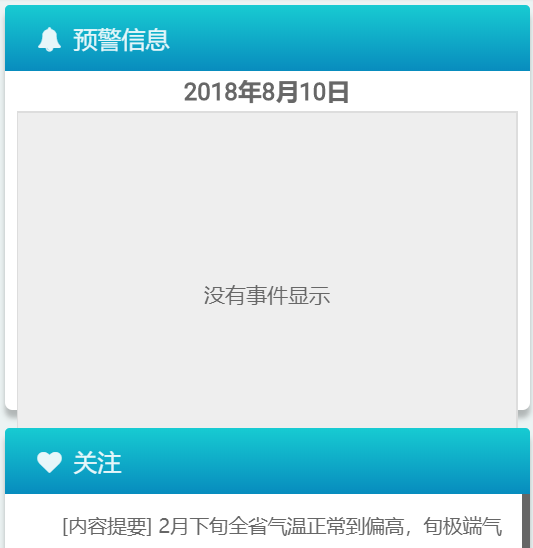 预警信息
2018年8月10日
没有事件显示
关注
[内容提要] 2月下旬全省气温正常到偏高，旬极端气